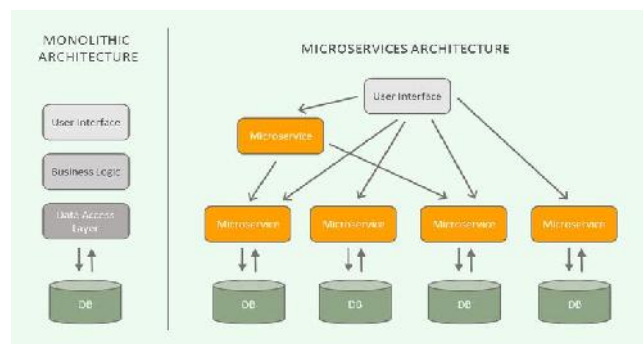 MONOLITHIC
ARCHITECTURE
MICROSERVICES ARCHITECTURE
User Interface
User Interface
Microservice
Business Logic
Data Access
Layer
Microservice
Microservice
Microservice
Microservice
DB
DB
DB
DB
DB